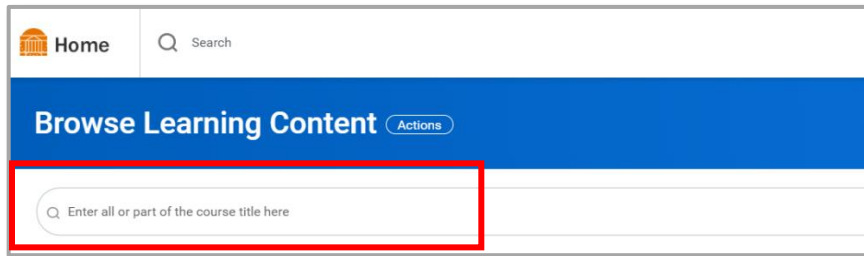 Home
Search
Browse Learning Content Actions
Enter all or part of the course title here